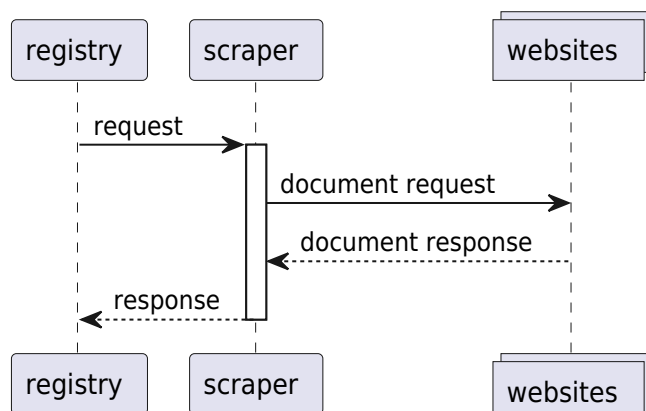 registry
scraper
websites
request
document request
document response
response
registry
scraper
websites